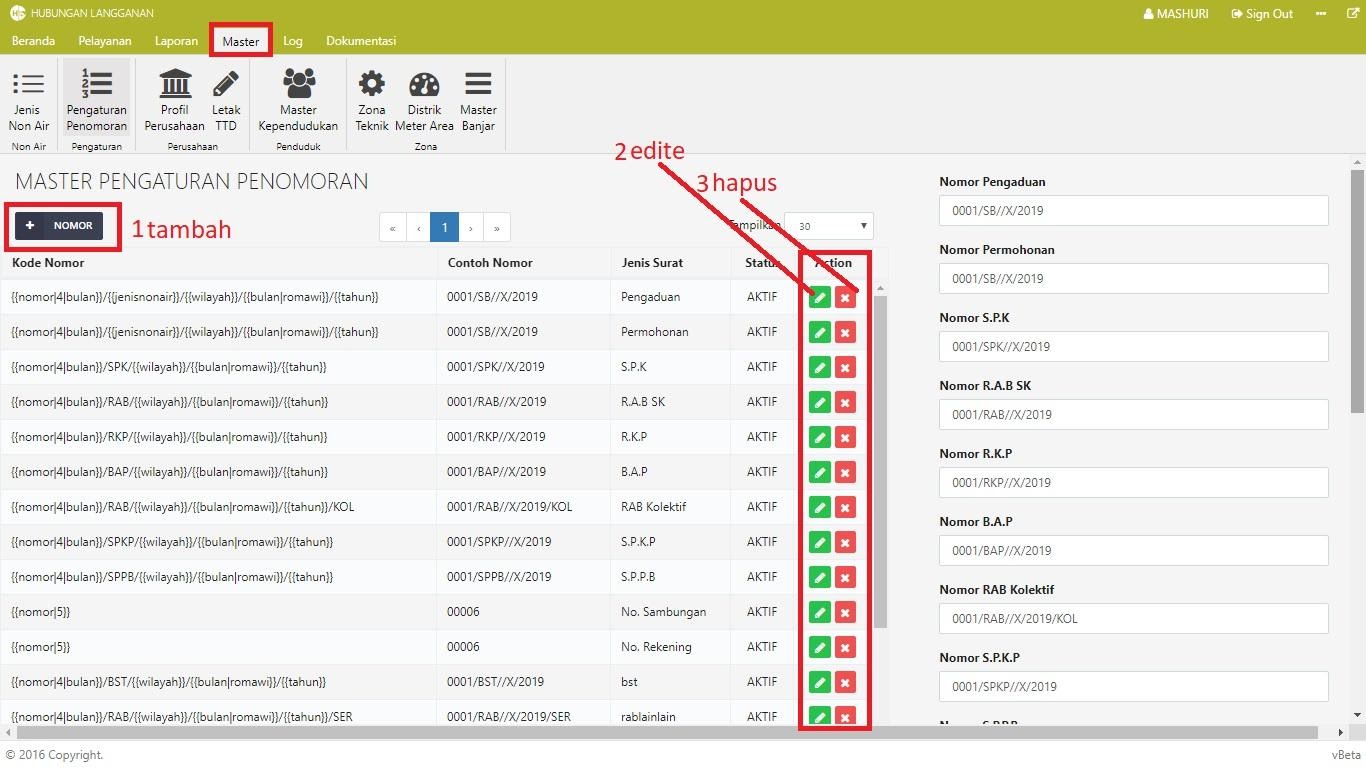 HUBUNGAN LANGGANAN
MASHURI Sign Out
Beranda Pelayanan Laporan Master Log Dokumentasi
Jenis Non Air
Pengaturan Penomoran
Profil Perusahaan
Letak TTD
Master Kependudukan
Zona Teknik
Distrik Meter Area
Master Banjar
Non Air Pengaturan Perusahaan Penduduk Zona
2 edite
3 hapus
MASTER PENGATURAN PENOMORAN
NOMOR
1 tambah
« ‹ 1 › »
Tampilkan 30
Kode Nomor Contoh Nomor Jenis Surat Status Action
{{nomor|4|bulan}}/{{jenisnonair}}/{{wilayah}}/{{bulan|romawi}}/{{tahun}} 0001/SB//X/2019 Pengaduan AKTIF
{{nomor|4|bulan}}/{{jenisnonair}}/{{wilayah}}/{{bulan|romawi}}/{{tahun}} 0001/SB//X/2019 Permohonan AKTIF
{{nomor|4|bulan}}/SPK/{{wilayah}}/{{bulan|romawi}}/{{tahun}} 0001/SPK//X/2019 S.P.K AKTIF
{{nomor|4|bulan}}/RAB/{{wilayah}}/{{bulan|romawi}}/{{tahun}} 0001/RAB//X/2019 R.A.B SK AKTIF
{{nomor|4|bulan}}/RKP/{{wilayah}}/{{bulan|romawi}}/{{tahun}} 0001/RKP//X/2019 R.K.P AKTIF
{{nomor|4|bulan}}/BAP/{{wilayah}}/{{bulan|romawi}}/{{tahun}} 0001/BAP//X/2019 B.A.P AKTIF
{{nomor|4|bulan}}/RAB/{{wilayah}}/{{bulan|romawi}}/{{tahun}}/KOL 0001/RAB//X/2019/KOL RAB Kolektif AKTIF
{{nomor|4|bulan}}/SPKP/{{wilayah}}/{{bulan|romawi}}/{{tahun}} 0001/SPKP//X/2019 S.P.K.P AKTIF
{{nomor|4|bulan}}/SPPB/{{wilayah}}/{{bulan|romawi}}/{{tahun}} 0001/SPPB//X/2019 S.P.P.B AKTIF
{{nomor|5}} 00006 No. Sambungan AKTIF
{{nomor|5}} 00006 No. Rekening AKTIF
{{nomor|4|bulan}}/BST/{{wilayah}}/{{bulan|romawi}}/{{tahun}} 0001/BST//X/2019 bst AKTIF
{{nomor|4|bulan}}/RAB/{{wilayah}}/{{bulan|romawi}}/{{tahun}}/SER 0001/RAB//X/2019/SER rablainlain AKTIF
Nomor Pengaduan
0001/SB//X/2019
Nomor Permohonan
0001/SB//X/2019
Nomor S.P.K
0001/SPK//X/2019
Nomor R.A.B SK
0001/RAB//X/2019
Nomor R.K.P
0001/RKP//X/2019
Nomor B.A.P
0001/BAP//X/2019
Nomor RAB Kolektif
0001/RAB//X/2019/KOL
Nomor S.P.K.P
0001/SPKP//X/2019
© 2016 Copyright.
vBeta